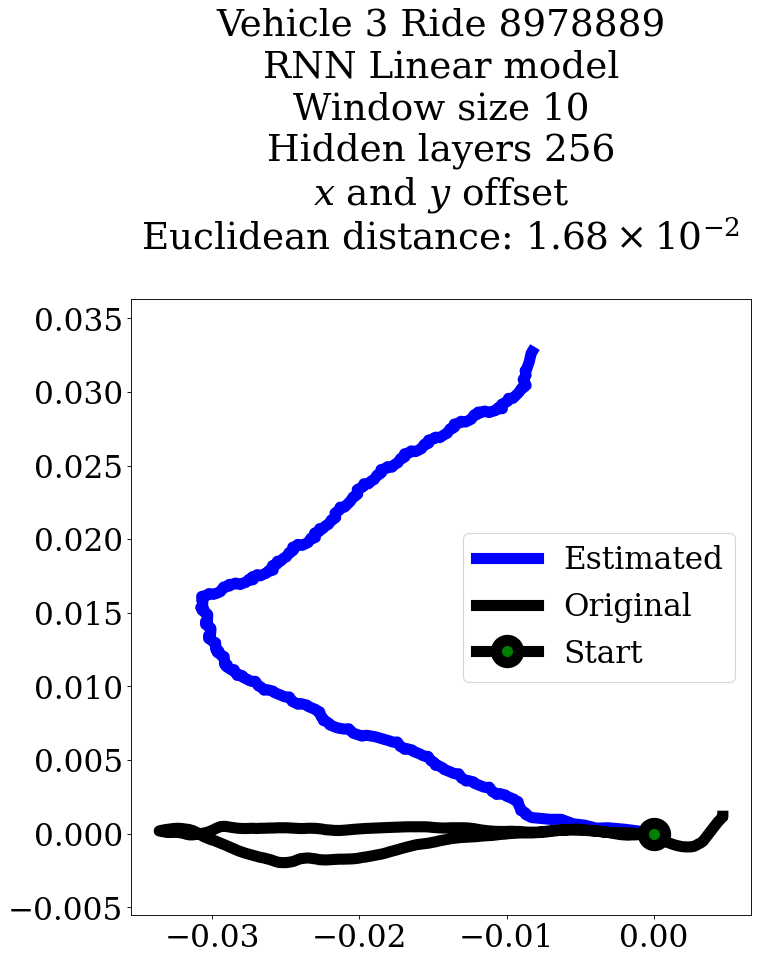 Vehicle 3 Ride 8978889
RNN Linear model
Window size 10
Hidden layers 256
x and y offset
Euclidean distance: 1.68 × 10⁻²
0.035
0.030
0.025
0.020
0.015
0.010
0.005
0.000
−0.005
Estimated
Original
Start
−0.03 −0.02 −0.01 0.00